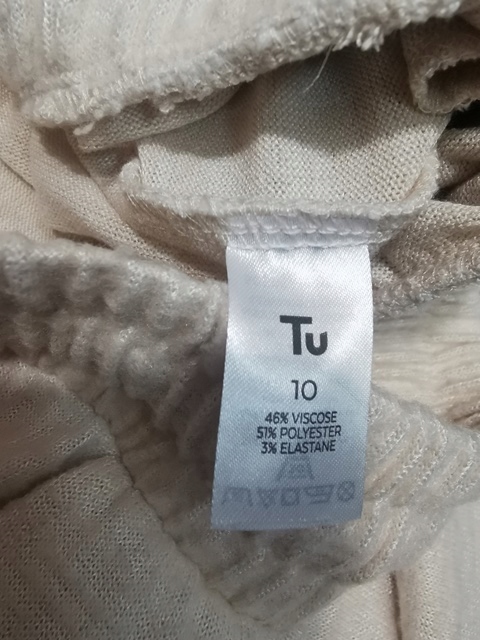 Tu
10
46% VISCOSE
51% POLYESTER
3% ELASTANE